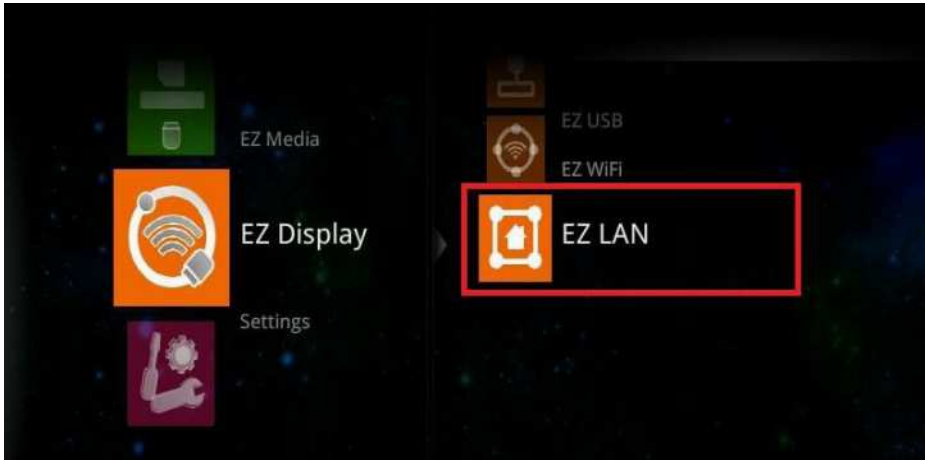 EZ Media
EZ Display
Settings
EZ USB
EZ WiFi
EZ LAN